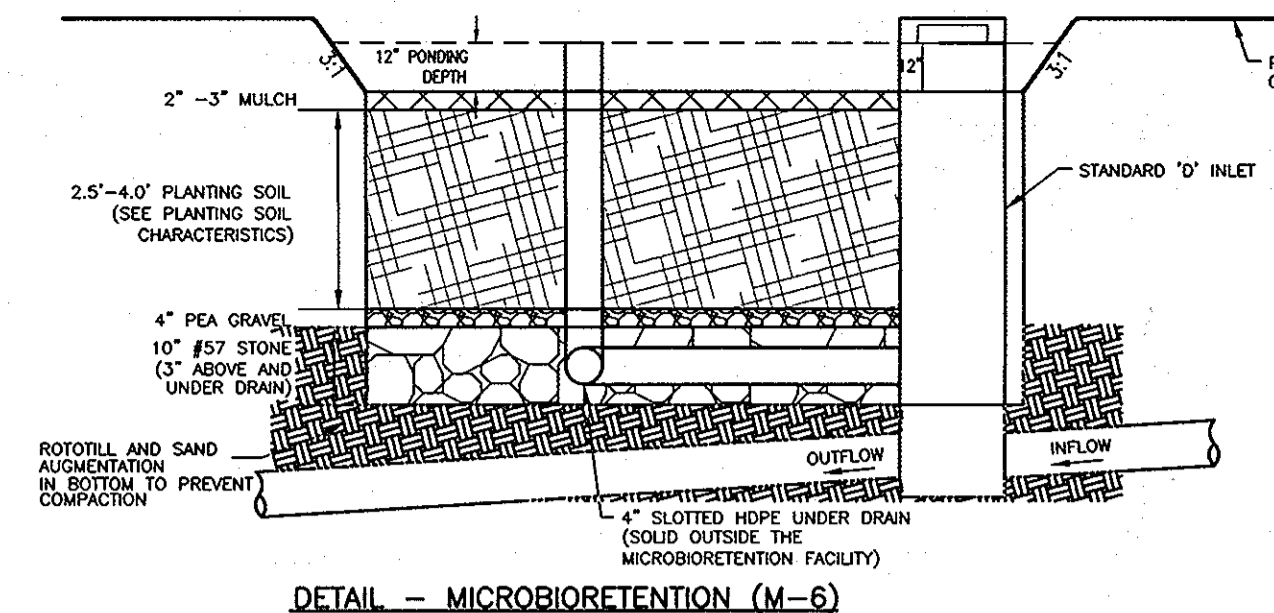 12" PONDING
DEPTH
3:1
12"
3:1
2" -3" MULCH
2.5'-4.0' PLANTING SOIL
(SEE PLANTING SOIL
CHARACTERISTICS)
STANDARD 'D' INLET
4" PEA GRAVEL
10" #57 STONE
(3" ABOVE AND
UNDER DRAIN)
ROTOTILL AND SAND
AUGMENTATION
IN BOTTOM TO PREVENT
COMPACTION
OUTFLOW
INFLOW
4" SLOTTED HDPE UNDER DRAIN
(SOLID OUTSIDE THE
MICROBIORETENTION FACILITY)
DETAIL - MICROBIORETENTION (M-6)